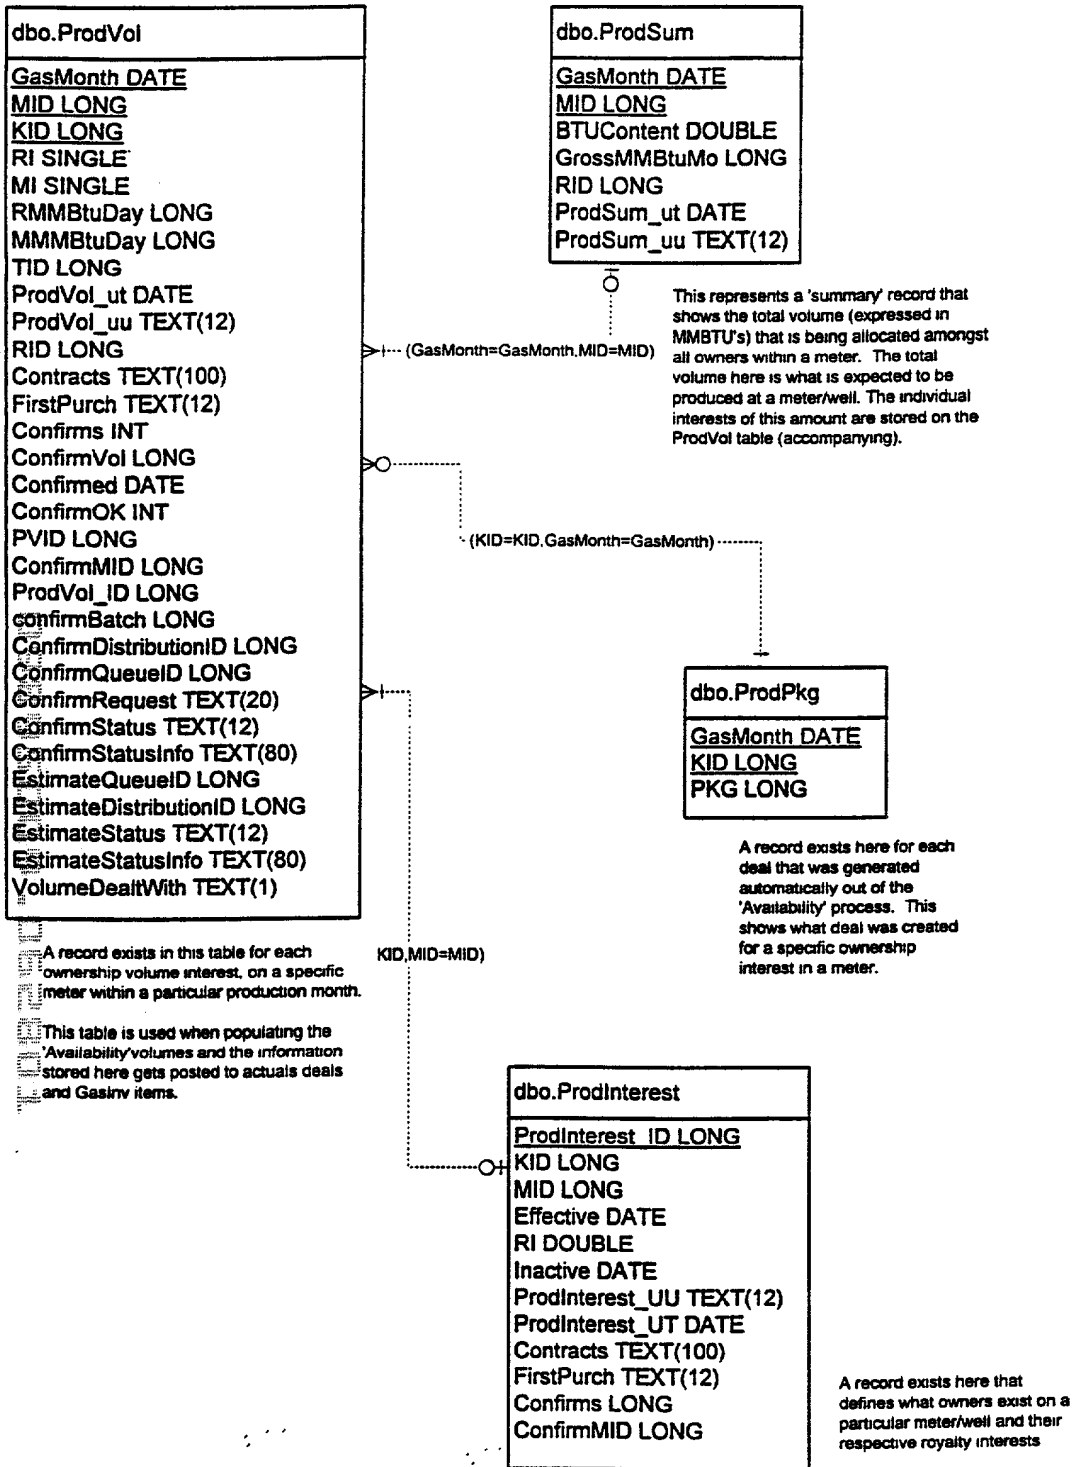 dbo.ProdVol
GasMonth DATE
MID LONG
KID LONG
RI SINGLE
MI SINGLE
RMMBtuDay LONG
MMMBtuDay LONG
TID LONG
ProdVol_ut DATE
ProdVol_uu TEXT(12)
RID LONG
Contracts TEXT(100)
FirstPurch TEXT(12)
Confirms INT
ConfirmVol LONG
Confirmed DATE
ConfirmOK INT
PVID LONG
ConfirmMID LONG
ProdVol_ID LONG
confirmBatch LONG
ConfirmDistributionID LONG
ConfirmQueueID LONG
ConfirmRequest TEXT(20)
ConfirmStatus TEXT(12)
ConfirmStatusInfo TEXT(80)
EstimateQueueID LONG
EstimateDistributionID LONG
EstimateStatus TEXT(12)
EstimateStatusInfo TEXT(80)
VolumeDealtWith TEXT(1)
A record exists in this table for each
ownership volume interest, on a specific
meter within a particular production month.
This table is used when populating the
'Availability'volumes and the information
stored here gets posted to actuals deals
and GasInv items.
dbo.ProdSum
GasMonth DATE
MID LONG
BTUContent DOUBLE
GrossMMBtuMo LONG
RID LONG
ProdSum_ut DATE
ProdSum_uu TEXT(12)
This represents a 'summary' record that
shows the total volume (expressed in
MMBTU's) that is being allocated amongst
all owners within a meter. The total
volume here is what is expected to be
produced at a meter/well. The individual
interests of this amount are stored on the
ProdVol table (accompanying).
(GasMonth=GasMonth,MID=MID)
(KID=KID,GasMonth=GasMonth)
dbo.ProdPkg
GasMonth DATE
KID LONG
PKG LONG
A record exists here for each
deal that was generated
automatically out of the
'Availability' process. This
shows what deal was created
for a specific ownership
interest in a meter.
KID,MID=MID)
dbo.ProdInterest
ProdInterest_ID LONG
KID LONG
MID LONG
Effective DATE
RI DOUBLE
Inactive DATE
ProdInterest_UU TEXT(12)
ProdInterest_UT DATE
Contracts TEXT(100)
FirstPurch TEXT(12)
Confirms LONG
ConfirmMID LONG
A record exists here that
defines what owners exist on a
particular meter/well and their
respective royalty interests